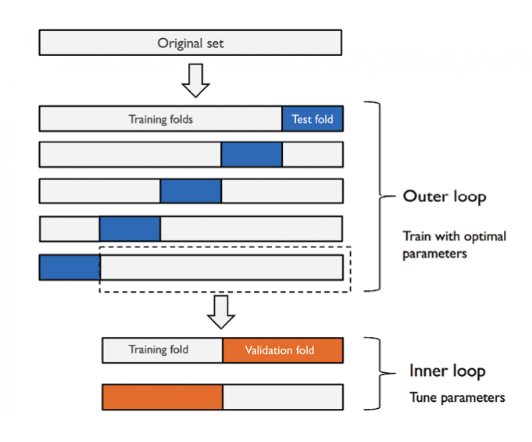 Original set
Training folds
Test fold
Outer loop
Train with optimal
parameters
Training fold
Validation fold
Inner loop
Tune parameters